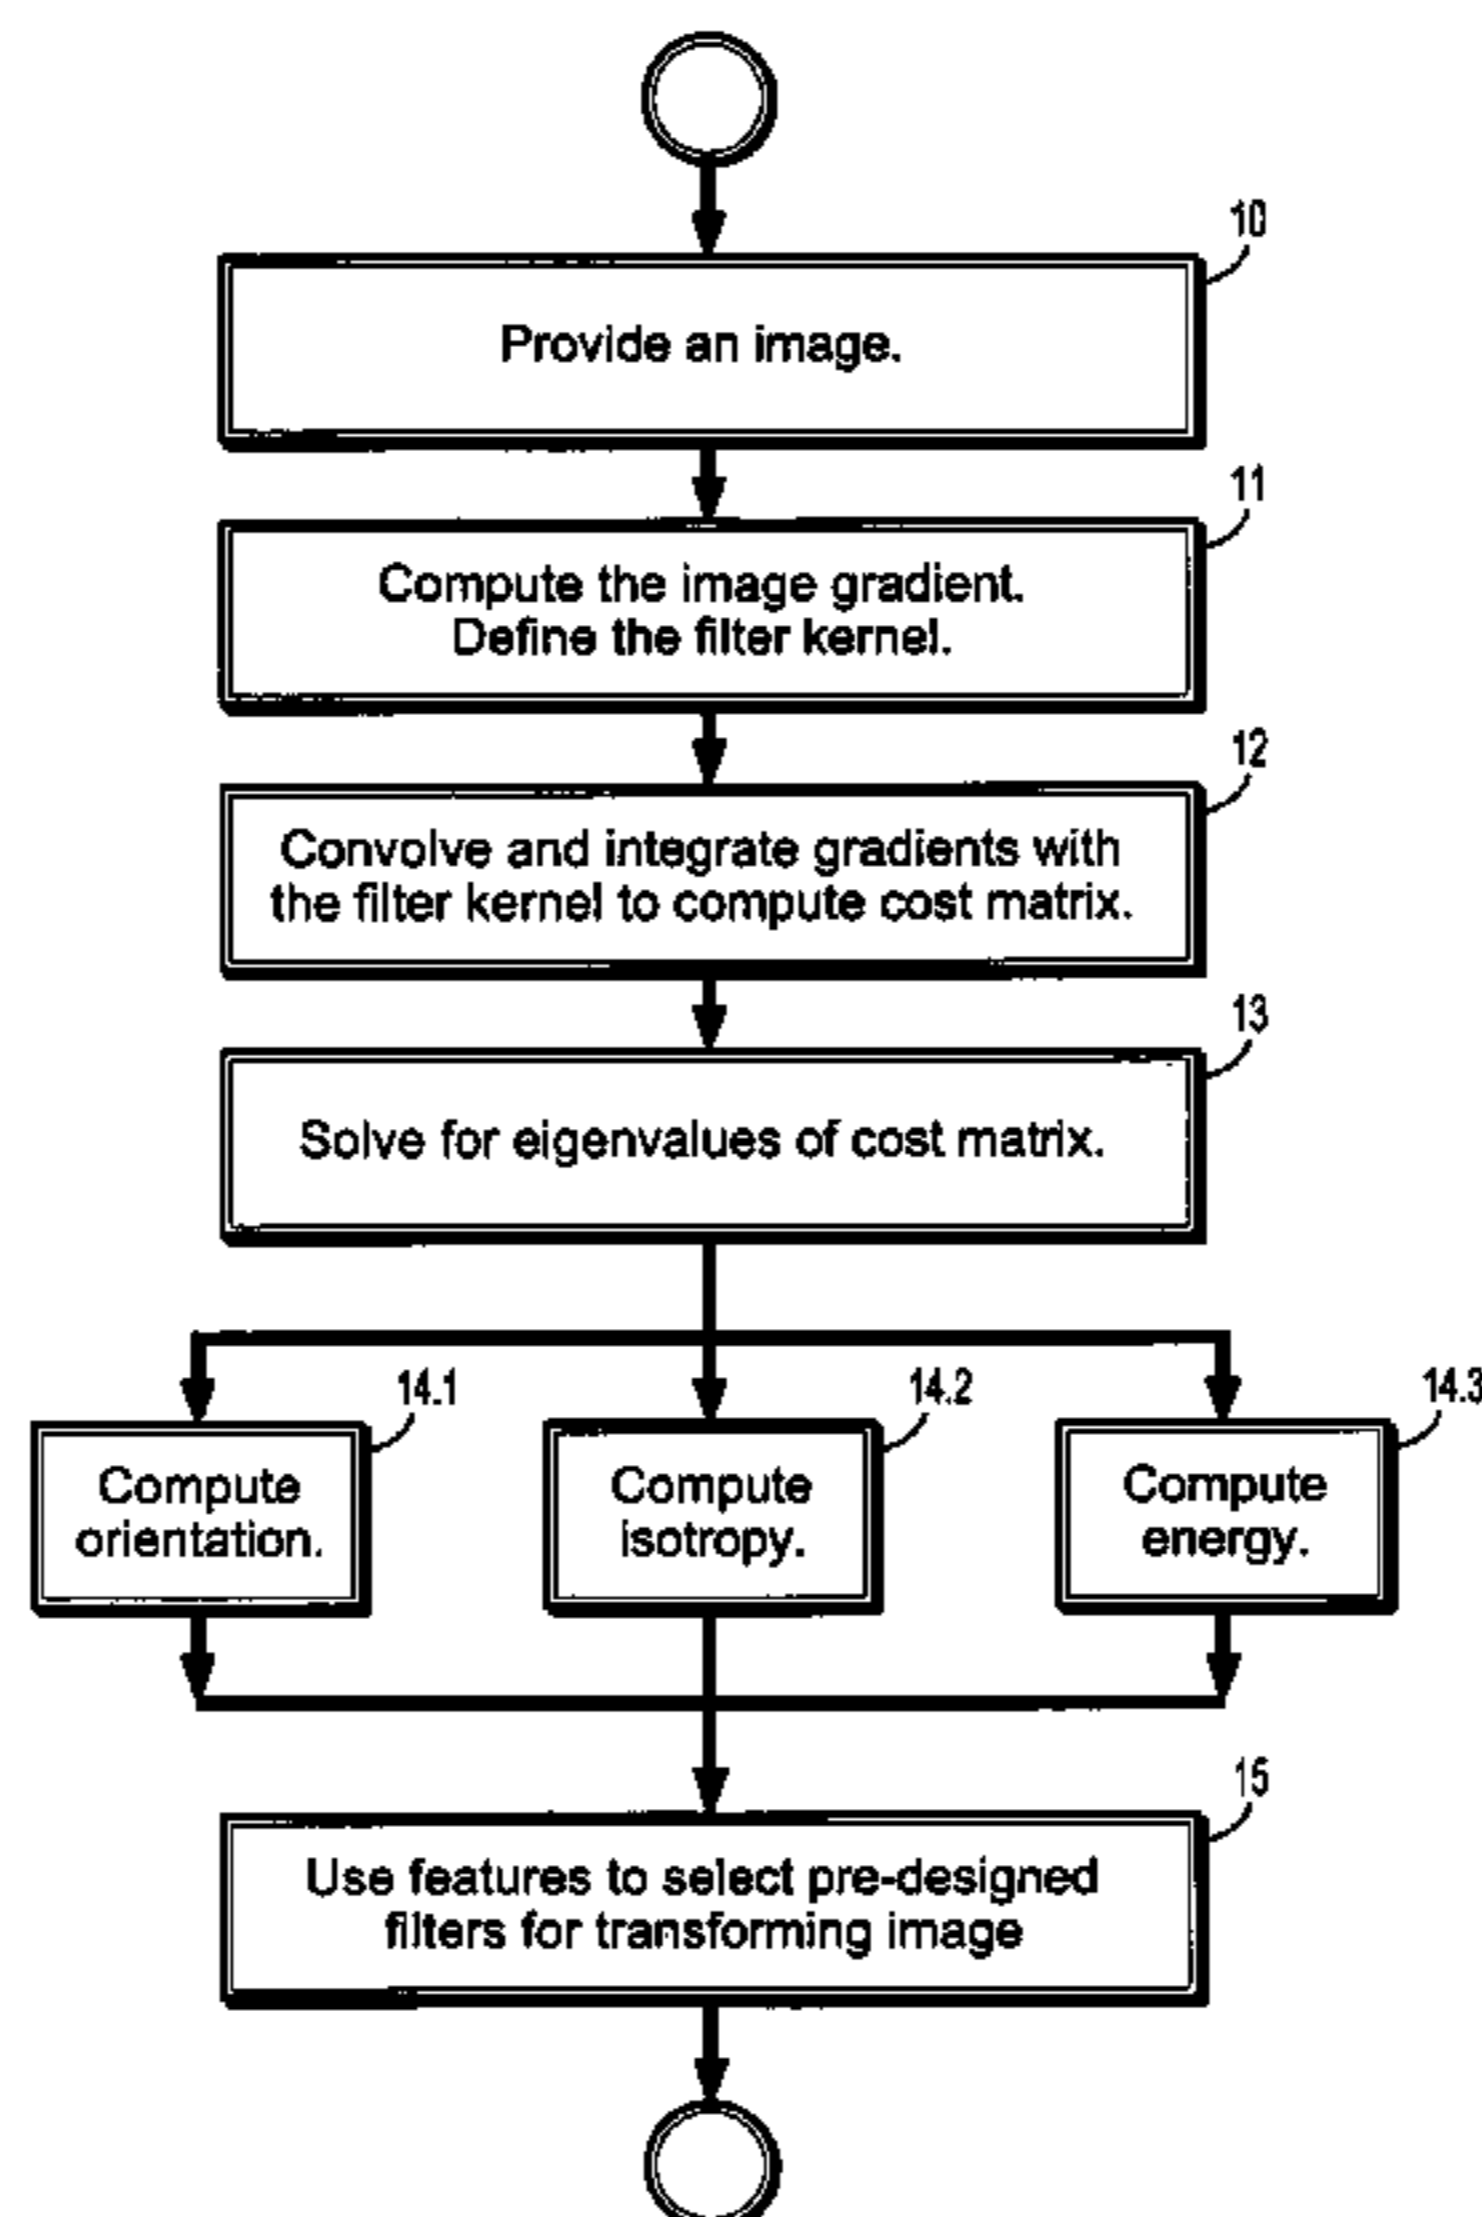 10
Provide an image.
11
Compute the image gradient.
Define the filter kernel.
12
Convolve and integrate gradients with
the filter kernel to compute cost matrix.
13
Solve for eigenvalues of cost matrix.
14.1
14.2
14.3
Compute
orientation.
Compute
isotropy.
Compute
energy.
15
Use features to select pre-designed
filters for transforming image